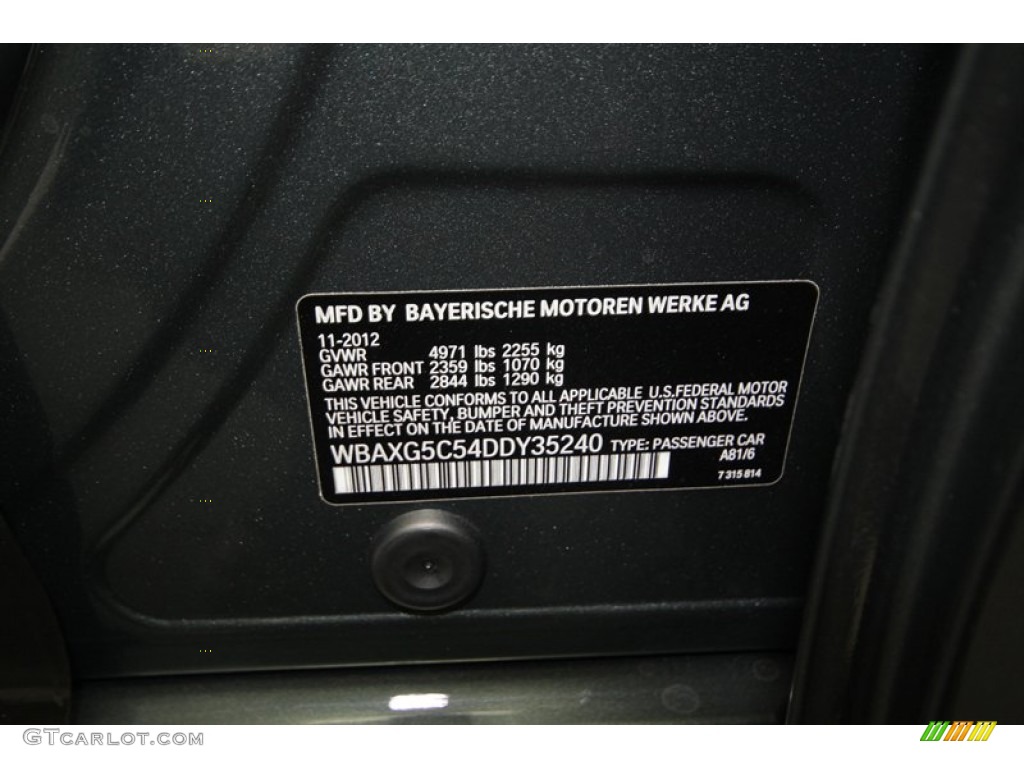 MFD BY BAYERISCHE MOTOREN WERKE AG
11-2012
GVWR 4971 lbs 2255 kg
GAWR FRONT 2359 lbs 1070 kg
GAWR REAR 2844 lbs 1290 kg
THIS VEHICLE CONFORMS TO ALL APPLICABLE U.S.FEDERAL MOTOR
VEHICLE SAFETY, BUMPER AND THEFT PREVENTION STANDARDS
IN EFFECT ON THE DATE OF MANUFACTURE SHOWN ABOVE.
WBAXG5C54DDY35240 TYPE: PASSENGER CAR
A81/6
7 315 814
GTCarlot.com